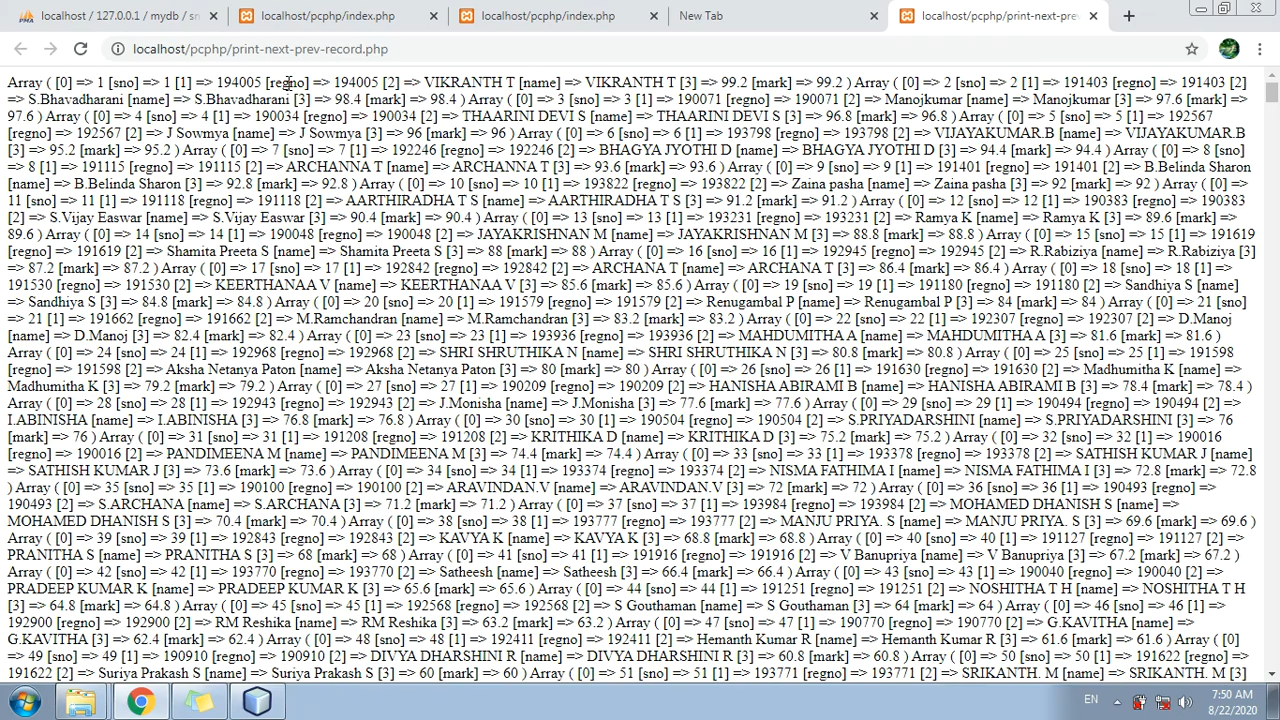 localhost / 127.0.0.1 / mydb / sn
localhost/pcphp/index.php
localhost/pcphp/index.php
New Tab
localhost/pcphp/print-next-prev-
localhost/pcphp/print-next-prev-record.php
Array ( [0] => 1 [sno] => 1 [1] => 194005 [regno] => 194005 [2] => VIKRANTH T [name] => VIKRANTH T [3] => 99.2 [mark] => 99.2 ) Array ( [0] => 2 [sno] => 2 [1] => 191403 [regno] => 191403 [2]
=> S.Bhavadharani [name] => S.Bhavadharani [3] => 98.4 [mark] => 98.4 ) Array ( [0] => 3 [sno] => 3 [1] => 190071 [regno] => 190071 [2] => Manojkumar [name] => Manojkumar [3] => 97.6 [mark] =>
97.6 ) Array ( [0] => 4 [sno] => 4 [1] => 190034 [regno] => 190034 [2] => THAARINI DEVI S [name] => THAARINI DEVI S [3] => 96.8 [mark] => 96.8 ) Array ( [0] => 5 [sno] => 5 [1] => 192567
[regno] => 192567 [2] => J Sowmya [name] => J Sowmya [3] => 96 [mark] => 96 ) Array ( [0] => 6 [sno] => 6 [1] => 193798 [regno] => 193798 [2] => VIJAYAKUMAR.B [name] => VIJAYAKUMAR.B
[3] => 95.2 [mark] => 95.2 ) Array ( [0] => 7 [sno] => 7 [1] => 192246 [regno] => 192246 [2] => BHAGYA JYOTHI D [name] => BHAGYA JYOTHI D [3] => 94.4 [mark] => 94.4 ) Array ( [0] => 8 [sno]
=> 8 [1] => 191115 [regno] => 191115 [2] => ARCHANNA T [name] => ARCHANNA T [3] => 93.6 [mark] => 93.6 ) Array ( [0] => 9 [sno] => 9 [1] => 191401 [regno] => 191401 [2] => B.Belinda Sharon
[name] => B.Belinda Sharon [3] => 92.8 [mark] => 92.8 ) Array ( [0] => 10 [sno] => 10 [1] => 193822 [regno] => 193822 [2] => Zaina pasha [name] => Zaina pasha [3] => 92 [mark] => 92 ) Array ( [0] =>
11 [sno] => 11 [1] => 191118 [regno] => 191118 [2] => AARTHIRADHA T S [name] => AARTHIRADHA T S [3] => 91.2 [mark] => 91.2 ) Array ( [0] => 12 [sno] => 12 [1] => 190383 [regno] => 190383
[2] => S.Vijay Easwar [name] => S.Vijay Easwar [3] => 90.4 [mark] => 90.4 ) Array ( [0] => 13 [sno] => 13 [1] => 193231 [regno] => 193231 [2] => Ramya K [name] => Ramya K [3] => 89.6 [mark] =>
89.6 ) Array ( [0] => 14 [sno] => 14 [1] => 190048 [regno] => 190048 [2] => JAYAKRISHNAN M [name] => JAYAKRISHNAN M [3] => 88.8 [mark] => 88.8 ) Array ( [0] => 15 [sno] => 15 [1] => 191619
[regno] => 191619 [2] => Shamita Preeta S [name] => Shamita Preeta S [3] => 88 [mark] => 88 ) Array ( [0] => 16 [sno] => 16 [1] => 192945 [regno] => 192945 [2] => R.Rabiziya [name] => R.Rabiziya [3]
=> 87.2 [mark] => 87.2 ) Array ( [0] => 17 [sno] => 17 [1] => 192842 [regno] => 192842 [2] => ARCHANA T [name] => ARCHANA T [3] => 86.4 [mark] => 86.4 ) Array ( [0] => 18 [sno] => 18 [1] =>
191530 [regno] => 191530 [2] => KEERTHANAA V [name] => KEERTHANAA V [3] => 85.6 [mark] => 85.6 ) Array ( [0] => 19 [sno] => 19 [1] => 191180 [regno] => 191180 [2] => Sandhiya S [name] =>
Sandhiya S [3] => 84.8 [mark] => 84.8 ) Array ( [0] => 20 [sno] => 20 [1] => 191579 [regno] => 191579 [2] => Renugambal P [name] => Renugambal P [3] => 84 [mark] => 84 ) Array ( [0] => 21 [sno]
=> 21 [1] => 191662 [regno] => 191662 [2] => M.Ramchandran [name] => M.Ramchandran [3] => 83.2 [mark] => 83.2 ) Array ( [0] => 22 [sno] => 22 [1] => 192307 [regno] => 192307 [2] => D.Manoj
[name] => D.Manoj [3] => 82.4 [mark] => 82.4 ) Array ( [0] => 23 [sno] => 23 [1] => 193936 [regno] => 193936 [2] => MAHDUMITHA A [name] => MAHDUMITHA A [3] => 81.6 [mark] => 81.6 )
Array ( [0] => 24 [sno] => 24 [1] => 192968 [regno] => 192968 [2] => SHRI SHRUTHIKA N [name] => SHRI SHRUTHIKA N [3] => 80.8 [mark] => 80.8 ) Array ( [0] => 25 [sno] => 25 [1] => 191598
[regno] => 191598 [2] => Aksha Netanya Paton [name] => Aksha Netanya Paton [3] => 80 [mark] => 80 ) Array ( [0] => 26 [sno] => 26 [1] => 191630 [regno] => 191630 [2] => Madhumitha K [name] =>
Madhumitha K [3] => 79.2 [mark] => 79.2 ) Array ( [0] => 27 [sno] => 27 [1] => 190209 [regno] => 190209 [2] => HANISHA ABIRAMI B [name] => HANISHA ABIRAMI B [3] => 78.4 [mark] => 78.4 )
Array ( [0] => 28 [sno] => 28 [1] => 192943 [regno] => 192943 [2] => J.Monisha [name] => J.Monisha [3] => 77.6 [mark] => 77.6 ) Array ( [0] => 29 [sno] => 29 [1] => 190494 [regno] => 190494 [2] =>
I.ABINISHA [name] => I.ABINISHA [3] => 76.8 [mark] => 76.8 ) Array ( [0] => 30 [sno] => 30 [1] => 190504 [regno] => 190504 [2] => S.PRIYADARSHINI [name] => S.PRIYADARSHINI [3] => 76
[mark] => 76 ) Array ( [0] => 31 [sno] => 31 [1] => 191208 [regno] => 191208 [2] => KRITHIKA D [name] => KRITHIKA D [3] => 75.2 [mark] => 75.2 ) Array ( [0] => 32 [sno] => 32 [1] => 190016
[regno] => 190016 [2] => PANDIMEENA M [name] => PANDIMEENA M [3] => 74.4 [mark] => 74.4 ) Array ( [0] => 33 [sno] => 33 [1] => 193378 [regno] => 193378 [2] => SATHISH KUMAR J [name]
=> SATHISH KUMAR J [3] => 73.6 [mark] => 73.6 ) Array ( [0] => 34 [sno] => 34 [1] => 193374 [regno] => 193374 [2] => NISMA FATHIMA I [name] => NISMA FATHIMA I [3] => 72.8 [mark] => 72.8
) Array ( [0] => 35 [sno] => 35 [1] => 190100 [regno] => 190100 [2] => ARAVINDAN.V [name] => ARAVINDAN.V [3] => 72 [mark] => 72 ) Array ( [0] => 36 [sno] => 36 [1] => 190493 [regno] =>
190493 [2] => S.ARCHANA [name] => S.ARCHANA [3] => 71.2 [mark] => 71.2 ) Array ( [0] => 37 [sno] => 37 [1] => 193984 [regno] => 193984 [2] => MOHAMED DHANISH S [name] =>
MOHAMED DHANISH S [3] => 70.4 [mark] => 70.4 ) Array ( [0] => 38 [sno] => 38 [1] => 193777 [regno] => 193777 [2] => MANJU PRIYA. S [name] => MANJU PRIYA. S [3] => 69.6 [mark] => 69.6 )
Array ( [0] => 39 [sno] => 39 [1] => 192843 [regno] => 192843 [2] => KAVYA K [name] => KAVYA K [3] => 68.8 [mark] => 68.8 ) Array ( [0] => 40 [sno] => 40 [1] => 191127 [regno] => 191127 [2] =>
PRANITHA S [name] => PRANITHA S [3] => 68 [mark] => 68 ) Array ( [0] => 41 [sno] => 41 [1] => 191916 [regno] => 191916 [2] => V Banupriya [name] => V Banupriya [3] => 67.2 [mark] => 67.2 )
Array ( [0] => 42 [sno] => 42 [1] => 193770 [regno] => 193770 [2] => Satheesh [name] => Satheesh [3] => 66.4 [mark] => 66.4 ) Array ( [0] => 43 [sno] => 43 [1] => 190040 [regno] => 190040 [2] =>
PRADEEP KUMAR K [name] => PRADEEP KUMAR K [3] => 65.6 [mark] => 65.6 ) Array ( [0] => 44 [sno] => 44 [1] => 191251 [regno] => 191251 [2] => NOSHITHA T H [name] => NOSHITHA T H
[3] => 64.8 [mark] => 64.8 ) Array ( [0] => 45 [sno] => 45 [1] => 192568 [regno] => 192568 [2] => S Gouthaman [name] => S Gouthaman [3] => 64 [mark] => 64 ) Array ( [0] => 46 [sno] => 46 [1] =>
192900 [regno] => 192900 [2] => RM Reshika [name] => RM Reshika [3] => 63.2 [mark] => 63.2 ) Array ( [0] => 47 [sno] => 47 [1] => 190770 [regno] => 190770 [2] => G.KAVITHA [name] =>
G.KAVITHA [3] => 62.4 [mark] => 62.4 ) Array ( [0] => 48 [sno] => 48 [1] => 192411 [regno] => 192411 [2] => Hemanth Kumar R [name] => Hemanth Kumar R [3] => 61.6 [mark] => 61.6 ) Array ( [0]
=> 49 [sno] => 49 [1] => 190910 [regno] => 190910 [2] => DIVYA DHARSHINI R [name] => DIVYA DHARSHINI R [3] => 60.8 [mark] => 60.8 ) Array ( [0] => 50 [sno] => 50 [1] => 191622 [regno] =>
191622 [2] => Suriya Prakash S [name] => Suriya Prakash S [3] => 60 [mark] => 60 ) Array ( [0] => 51 [sno] => 51 [1] => 193771 [regno] => 193771 [2] => SRIKANTH. M [name] => SRIKANTH. M [3]
EN
7:50 AM
8/22/2020